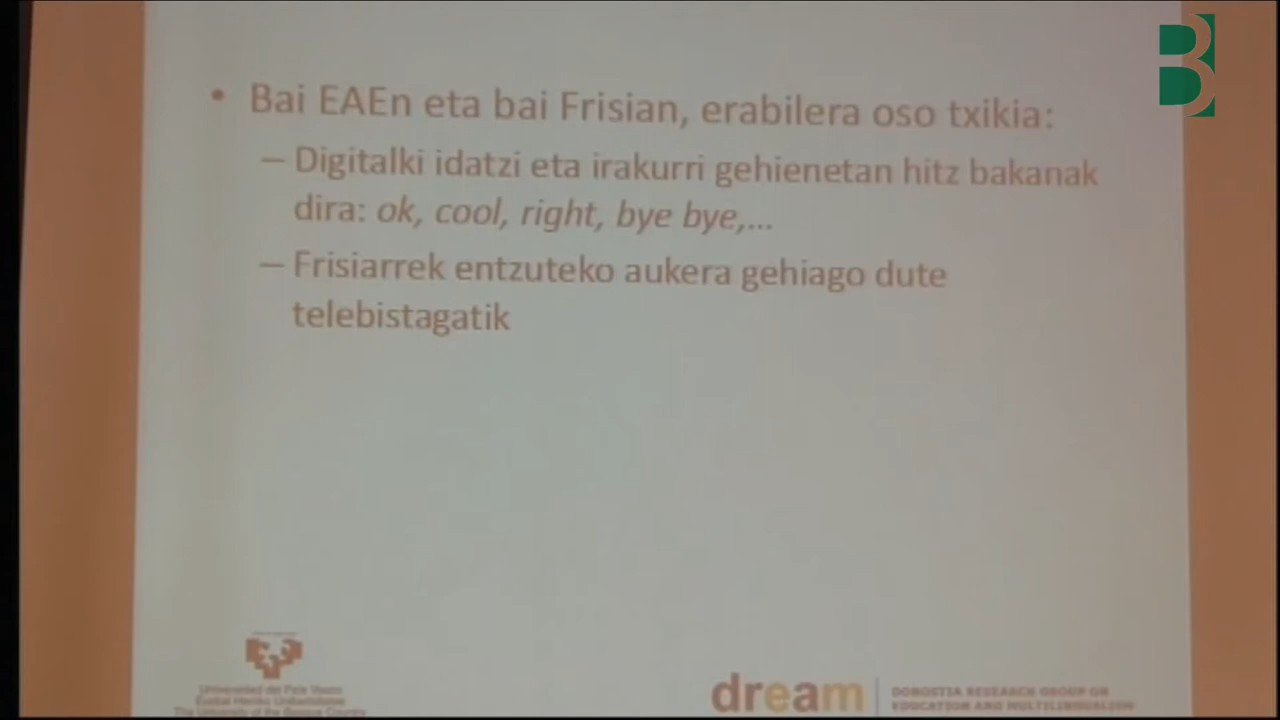 B
• Bai EAEn eta bai Frisian, erabilera oso txikia:
– Digitalki idatzi eta irakurri gehienetan hitz bakanak
dira: ok, cool, right, bye bye,...
– Frisiarrek entzuteko aukera gehiago dute
telebistagatik
Universidad del País Vasco
Euskal Herriko Unibertsitatea
The University of the Basque Country
dream
DONOSTIA RESEARCH GROUP ON
EDUCATION AND MULTILINGUALISM